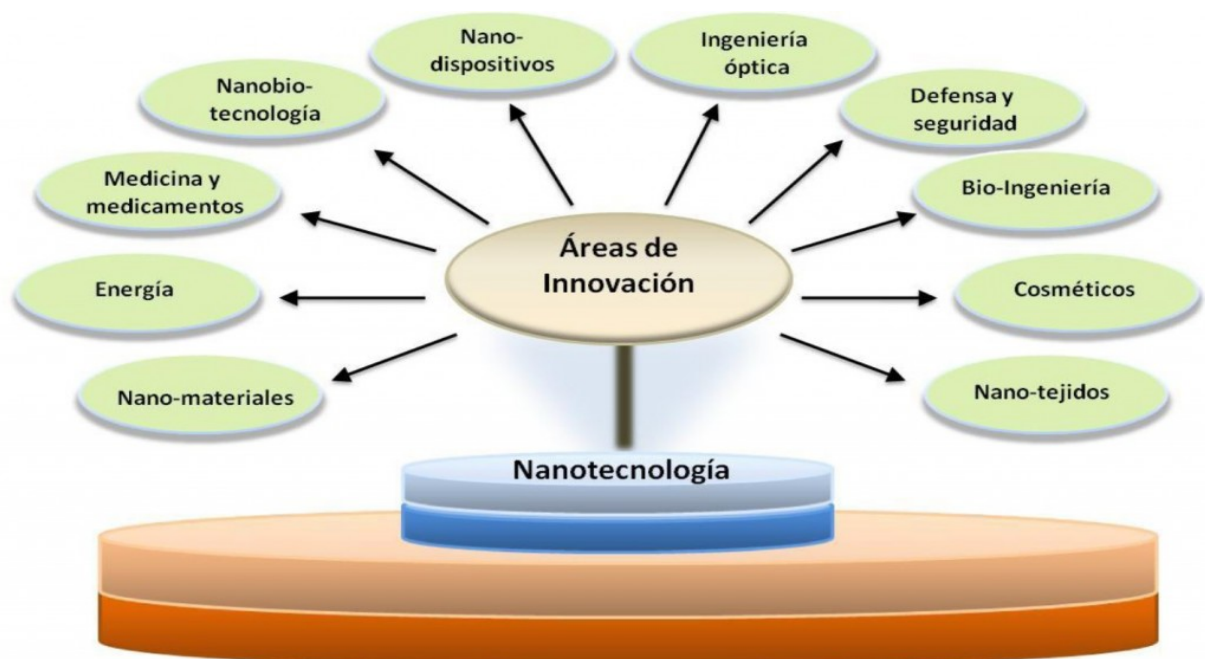 Nano-
dispositivos
Ingeniería
óptica
Nanobio-
tecnología
Defensa y
seguridad
Medicina y
medicamentos
Bio-Ingeniería
Áreas de
Innovación
Energía
Cosméticos
Nano-materiales
Nano-tejidos
Nanotecnología